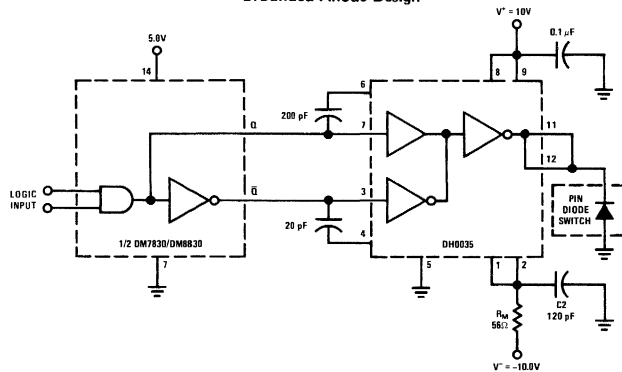 Grounded Anode Design
V+ = 10V
5.0V
0.1 μF
14
8
9
6
200 pF
Q
7
11
12
LOGIC
INPUT
Q̅
3
20 pF
4
PIN
DIODE
SWITCH
1/2 DM7830/DM8830
DH0035
7
5
1
2
C2
120 pF
RM
56Ω
V− = −10.0V